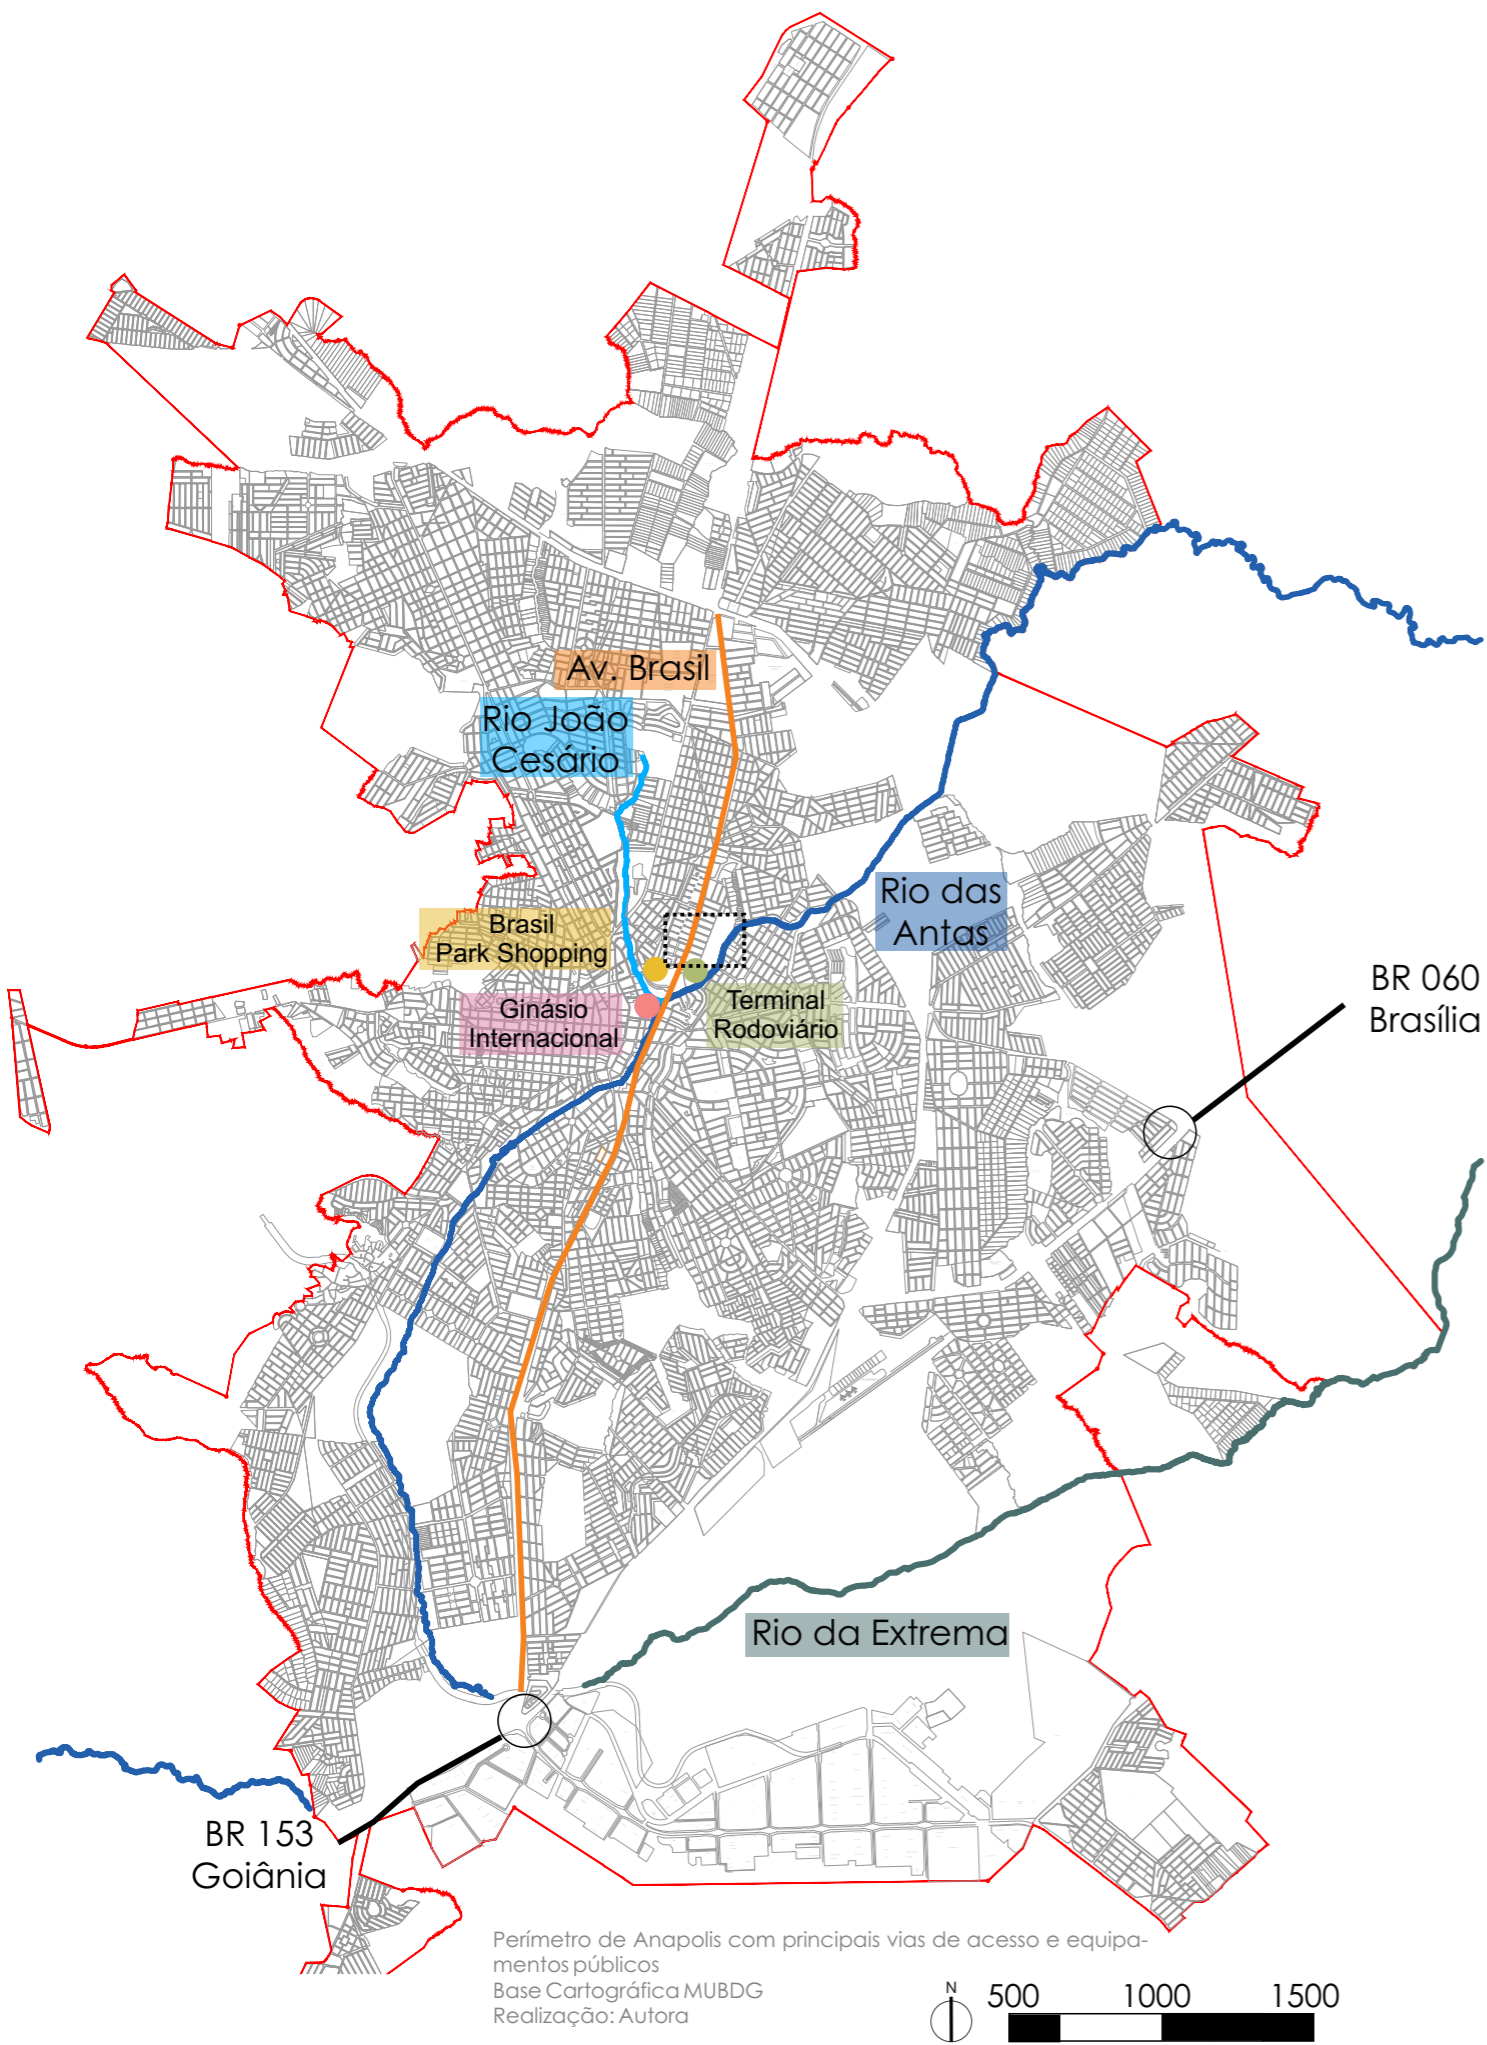 Av. Brasil
Rio João
Cesário
Rio das
Antas
Brasil
Park Shopping
BR 060
Brasília
Ginásio
Internacional
Terminal
Rodoviário
Rio da Extrema
BR 153
Goiânia
Perímetro de Anapolis com principais vias de acesso e equipa-
mentos públicos
Base Cartográfica MUBDG
Realização: Autora
N
500 1000 1500